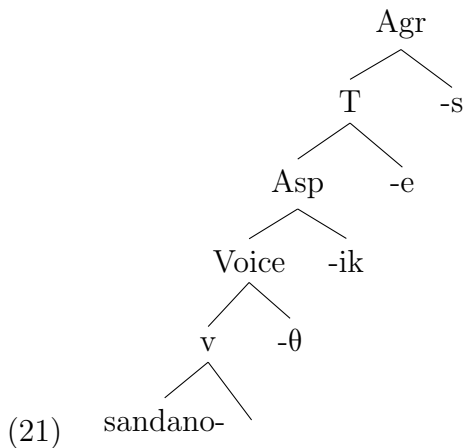 Agr
T -s
Asp -e
Voice -ik
v -θ
(21) sandano-